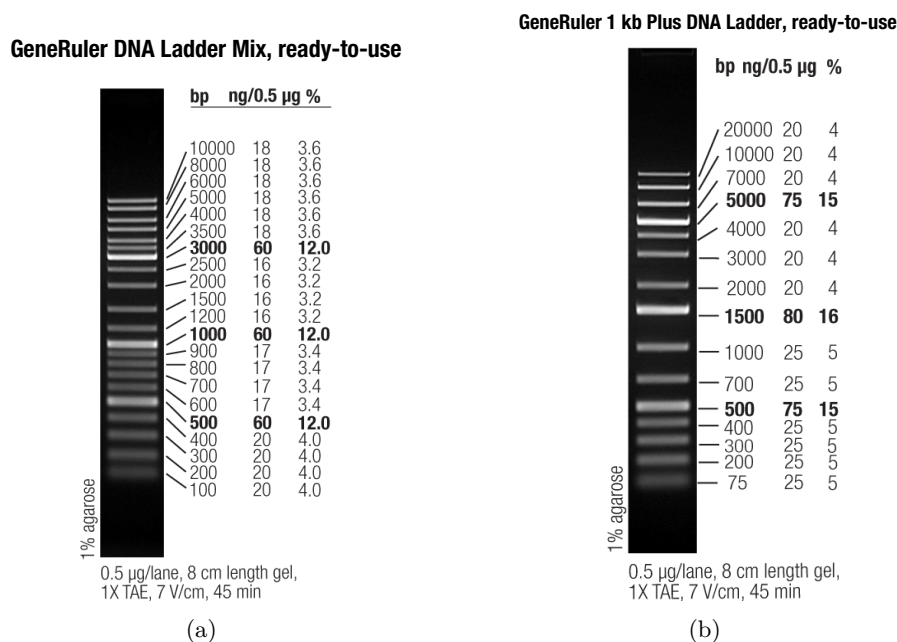 GeneRuler DNA Ladder Mix, ready-to-use
bp ng/0.5 µg %
10000 18 3.6
8000 18 3.6
6000 18 3.6
5000 18 3.6
4000 18 3.6
3500 18 3.6
3000 60 12.0
2500 16 3.2
2000 16 3.2
1500 16 3.2
1200 16 3.2
1000 60 12.0
900 17 3.4
800 17 3.4
700 17 3.4
600 17 3.4
500 60 12.0
400 20 4.0
300 20 4.0
200 20 4.0
100 20 4.0
1% agarose
0.5 µg/lane, 8 cm length gel,
1X TAE, 7 V/cm, 45 min
(a)
GeneRuler 1 kb Plus DNA Ladder, ready-to-use
bp ng/0.5 µg %
20000 20 4
10000 20 4
7000 20 4
5000 75 15
4000 20 4
3000 20 4
2000 20 4
1500 80 16
1000 25 5
700 25 5
500 75 15
400 25 5
300 25 5
200 25 5
75 25 5
1% agarose
0.5 µg/lane, 8 cm length gel,
1X TAE, 7 V/cm, 45 min
(b)